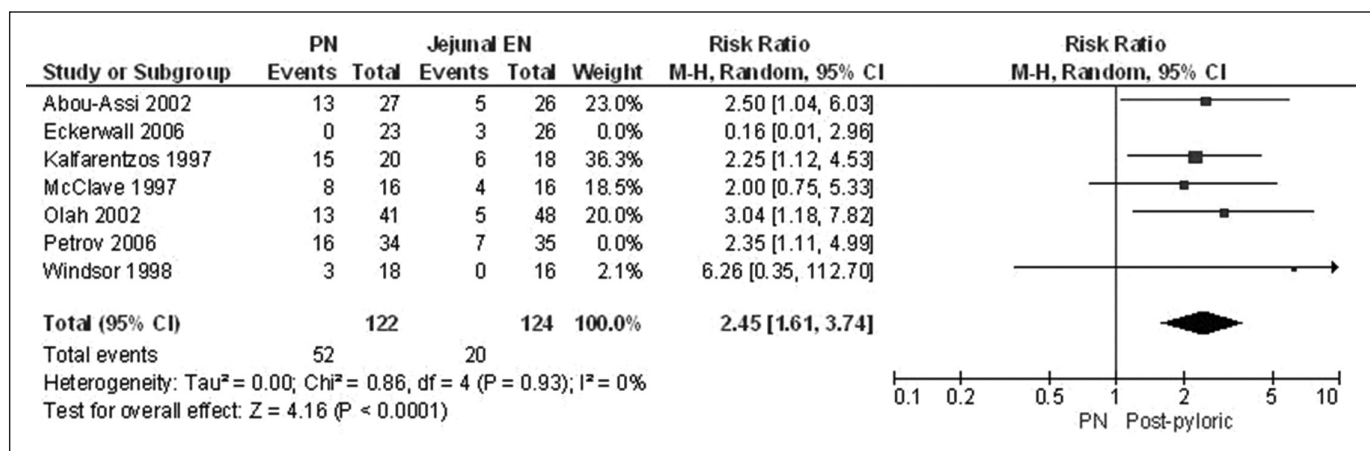 PN Jejunal EN Risk Ratio Risk Ratio
Study or Subgroup Events Total Events Total Weight M-H, Random, 95% CI M-H, Random, 95% CI
Abou-Assi 2002 13 27 5 26 23.0% 2.50 [1.04, 6.03]
Eckerwall 2006 0 23 3 26 0.0% 0.16 [0.01, 2.96]
Kalfarentzos 1997 15 20 6 18 36.3% 2.25 [1.12, 4.53]
McClave 1997 8 16 4 16 18.5% 2.00 [0.75, 5.33]
Olah 2002 13 41 5 48 20.0% 3.04 [1.18, 7.82]
Petrov 2006 16 34 7 35 0.0% 2.35 [1.11, 4.99]
Windsor 1998 3 18 0 16 2.1% 6.26 [0.35, 112.70]
Total (95% CI) 122 124 100.0% 2.45 [1.61, 3.74]
Total events 52 20
Heterogeneity: Tau² = 0.00; Chi² = 0.86, df = 4 (P = 0.93); I² = 0%
Test for overall effect: Z = 4.16 (P < 0.0001)
0.1 0.2 0.5 1 2 5 10
PN Post-pyloric